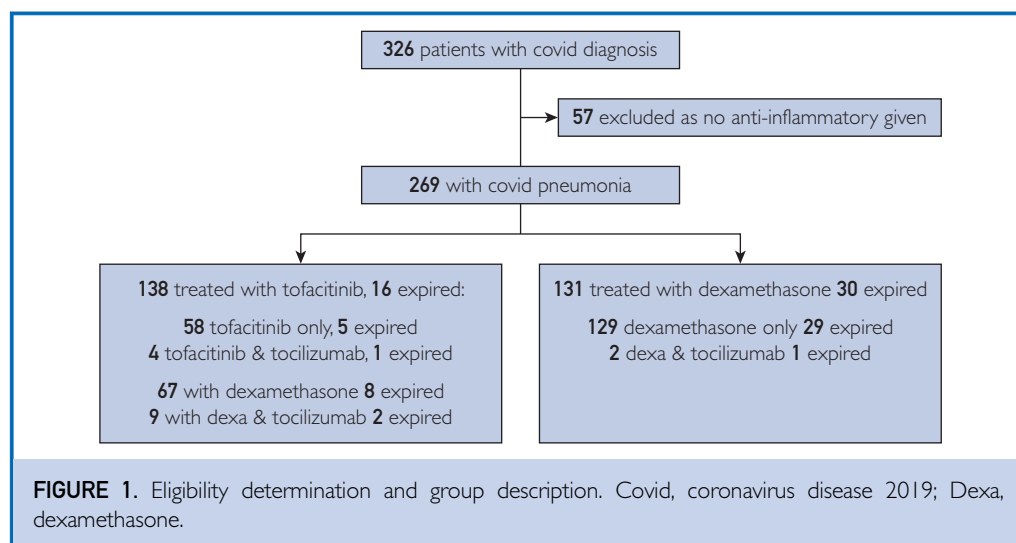 326 patients with covid diagnosis
57 excluded as no anti-inflammatory given
269 with covid pneumonia
138 treated with tofacitinib, 16 expired:
58 tofacitinib only, 5 expired
4 tofacitinib & tocilizumab, 1 expired
67 with dexamethasone 8 expired
9 with dexa & tocilizumab 2 expired
131 treated with dexamethasone 30 expired
129 dexamethasone only 29 expired
2 dexa & tocilizumab 1 expired
FIGURE 1. Eligibility determination and group description. Covid, coronavirus disease 2019; Dexa,
dexamethasone.